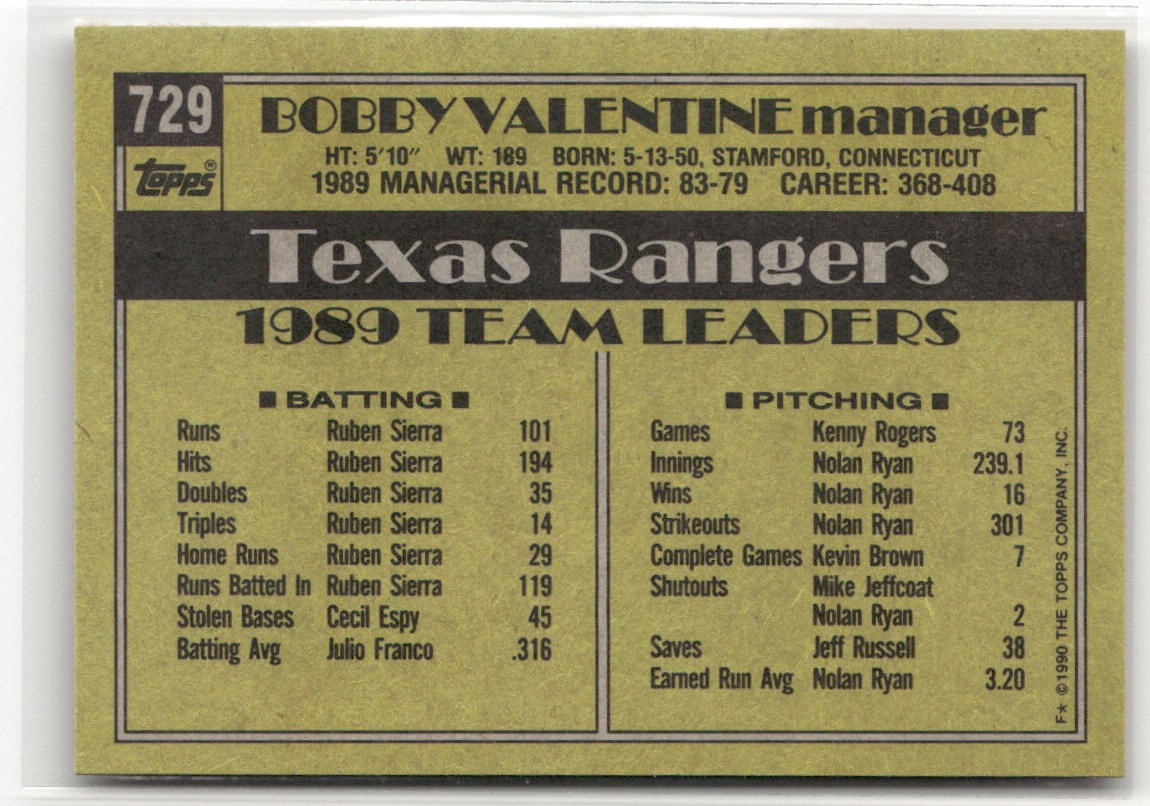 729
BOBBY VALENTINE manager
topps®
HT: 5'10" WT: 189 BORN: 5-13-50, STAMFORD, CONNECTICUT
1989 MANAGERIAL RECORD: 83-79 CAREER: 368-408
Texas Rangers
1989 TEAM LEADERS
■ BATTING ■
Runs Ruben Sierra 101
Hits Ruben Sierra 194
Doubles Ruben Sierra 35
Triples Ruben Sierra 14
Home Runs Ruben Sierra 29
Runs Batted In Ruben Sierra 119
Stolen Bases Cecil Espy 45
Batting Avg Julio Franco .316
■ PITCHING ■
Games Kenny Rogers 73
Innings Nolan Ryan 239.1
Wins Nolan Ryan 16
Strikeouts Nolan Ryan 301
Complete Games Kevin Brown 7
Shutouts Mike Jeffcoat
Nolan Ryan 2
Saves Jeff Russell 38
Earned Run Avg Nolan Ryan 3.20
F* ©1990 THE TOPPS COMPANY, INC.